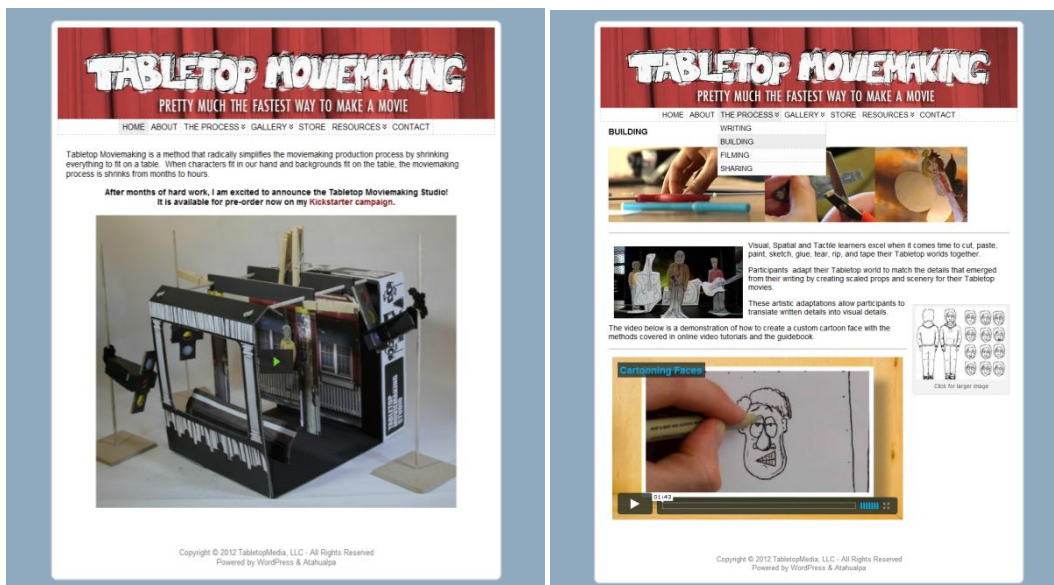 TABLETOP MOVIEMAKING
PRETTY MUCH THE FASTEST WAY TO MAKE A MOVIE
HOME ABOUT THE PROCESS GALLERY STORE RESOURCES CONTACT
Tabletop Moviemaking is a method that radically simplifies the moviemaking production process by shrinking
everything to fit on a table. When characters fit in our hand and backgrounds fit on the table, the moviemaking
process is shrinks from months to hours.
After months of hard work, I am excited to announce the Tabletop Moviemaking Studio!
It is available for pre-order now on my Kickstarter campaign.
TABLETOP
MOVIEMAKING
STUDIO
Copyright © 2012 TabletopMedia, LLC - All Rights Reserved
Powered by WordPress & Atahualpa
TABLETOP MOVIEMAKING
PRETTY MUCH THE FASTEST WAY TO MAKE A MOVIE
HOME ABOUT THE PROCESS GALLERY STORE RESOURCES CONTACT
BUILDING
WRITING
BUILDING
FILMING
SHARING
Visual, Spatial and Tactile learners excel when it comes time to cut, paste,
paint, sketch, glue, tear, rip, and tape their Tabletop worlds together.
Participants adapt their Tabletop world to match the details that emerged
from their writing by creating scaled props and scenery for their Tabletop
movies.
These artistic adaptations allow participants to
translate written details into visual details.
The video below is a demonstration of how to create a custom cartoon face with the
methods covered in online video tutorials and the guidebook.
Click for larger image
Cartooning Faces
01:43
Copyright © 2012 TabletopMedia, LLC - All Rights Reserved
Powered by WordPress & Atahualpa